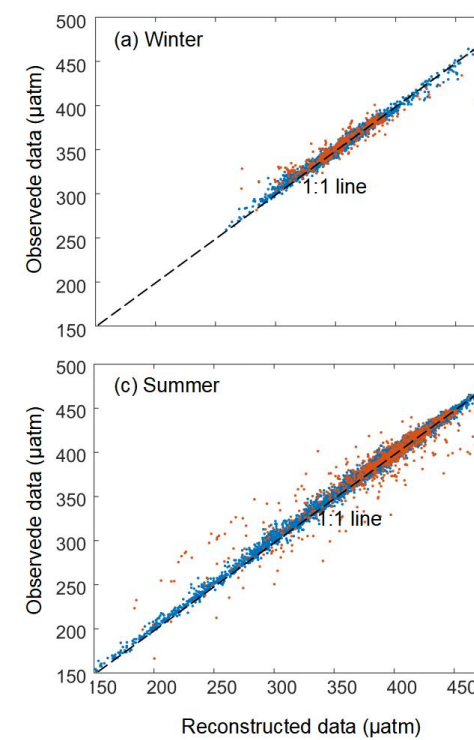 500
(a) Winter
450
400
350
300
250
200
150
Observede data (μatm)
1:1 line
500
(c) Summer
450
400
350
300
250
200
150
Observede data (μatm)
1:1 line
150 200 250 300 350 400 450
Reconstructed data (μatm)